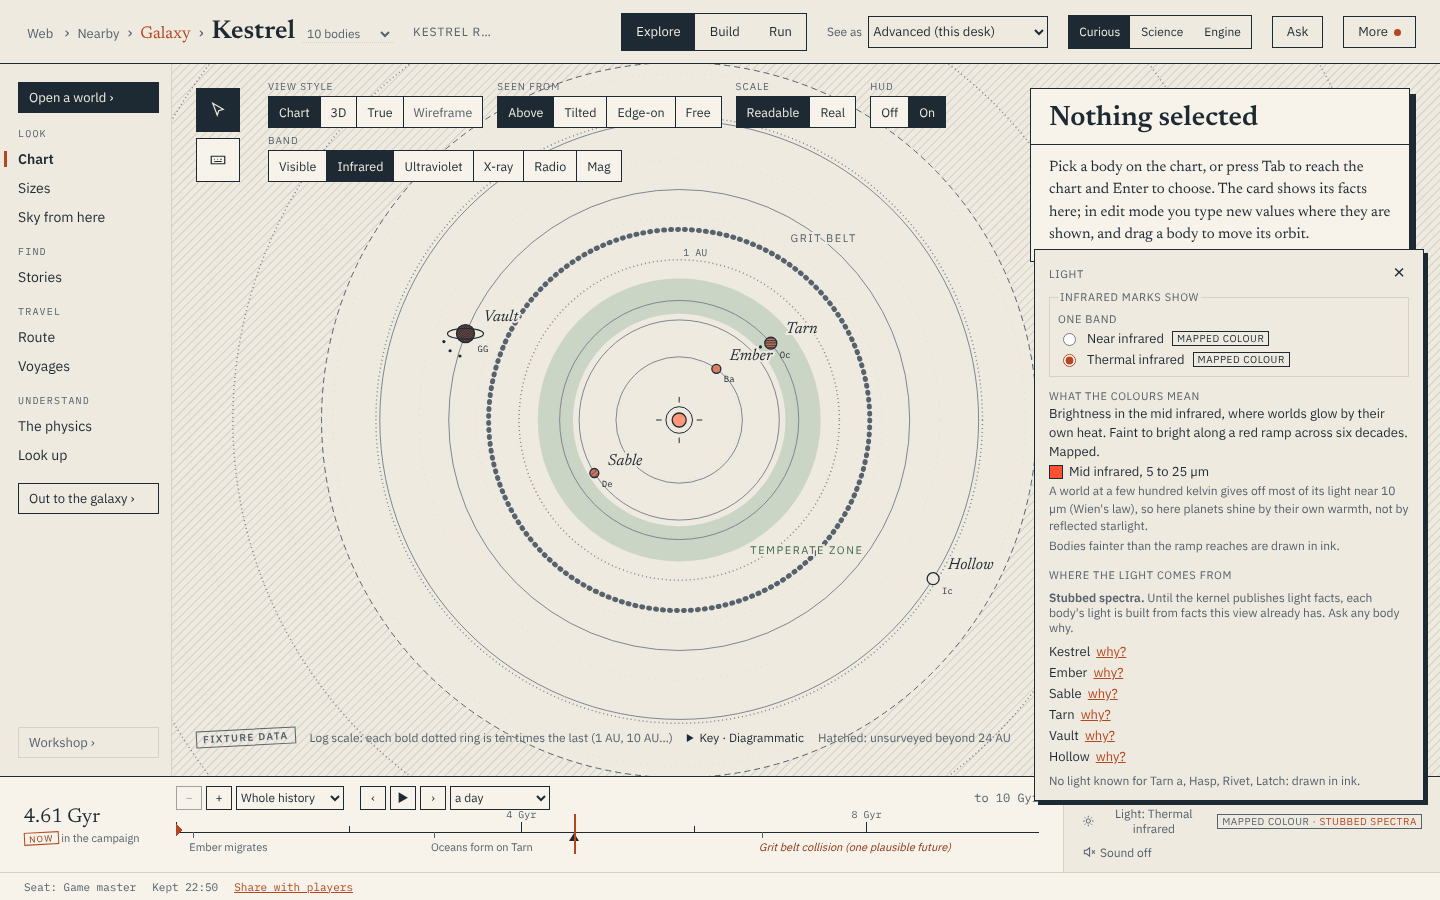 Web › Nearby › Galaxy › Kestrel 10 bodies KESTREL R...
Explore Build Run See as Advanced (this desk) Curious Science Engine Ask More
Open a world ›
LOOK
Chart
Sizes
Sky from here
FIND
Stories
TRAVEL
Route
Voyages
UNDERSTAND
The physics
Look up
Out to the galaxy ›
Workshop ›
VIEW STYLE SEEN FROM SCALE HUD
Chart 3D True Wireframe Above Tilted Edge-on Free Readable Real Off On
BAND
Visible Infrared Ultraviolet X-ray Radio Mag
GRIT BELT
1 AU
Vault
GG
Tarn
Oc
Ember
Ba
Sable
De
TEMPERATE ZONE
Hollow
Ic
FIXTURE DATA Log scale: each bold dotted ring is ten times the last (1 AU, 10 AU...) ▶ Key · Diagrammatic Hatched: unsurveyed beyond 24 AU
Nothing selected
Pick a body on the chart, or press Tab to reach the
chart and Enter to choose. The card shows its facts
here; in edit mode you type new values where they are
shown, and drag a body to move its orbit.
LIGHT ×
INFRARED MARKS SHOW
ONE BAND
Near infrared MAPPED COLOUR
Thermal infrared MAPPED COLOUR
WHAT THE COLOURS MEAN
Brightness in the mid infrared, where worlds glow by their
own heat. Faint to bright along a red ramp across six decades.
Mapped.
Mid infrared, 5 to 25 μm
A world at a few hundred kelvin gives off most of its light near 10
μm (Wien's law), so here planets shine by their own warmth, not by
reflected starlight.
Bodies fainter than the ramp reaches are drawn in ink.
WHERE THE LIGHT COMES FROM
Stubbed spectra. Until the kernel publishes light facts, each
body's light is built from facts this view already has. Ask any body
why.
Kestrel why?
Ember why?
Sable why?
Tarn why?
Vault why?
Hollow why?
No light known for Tarn a, Hasp, Rivet, Latch: drawn in ink.
4.61 Gyr
NOW in the campaign
− + Whole history ‹ ▶ › a day to 10 Gyr
4 Gyr 8 Gyr
Ember migrates Oceans form on Tarn Grit belt collision (one plausible future)
Light: Thermal
infrared
MAPPED COLOUR · STUBBED SPECTRA
Sound off
Seat: Game master Kept 22:50 Share with players